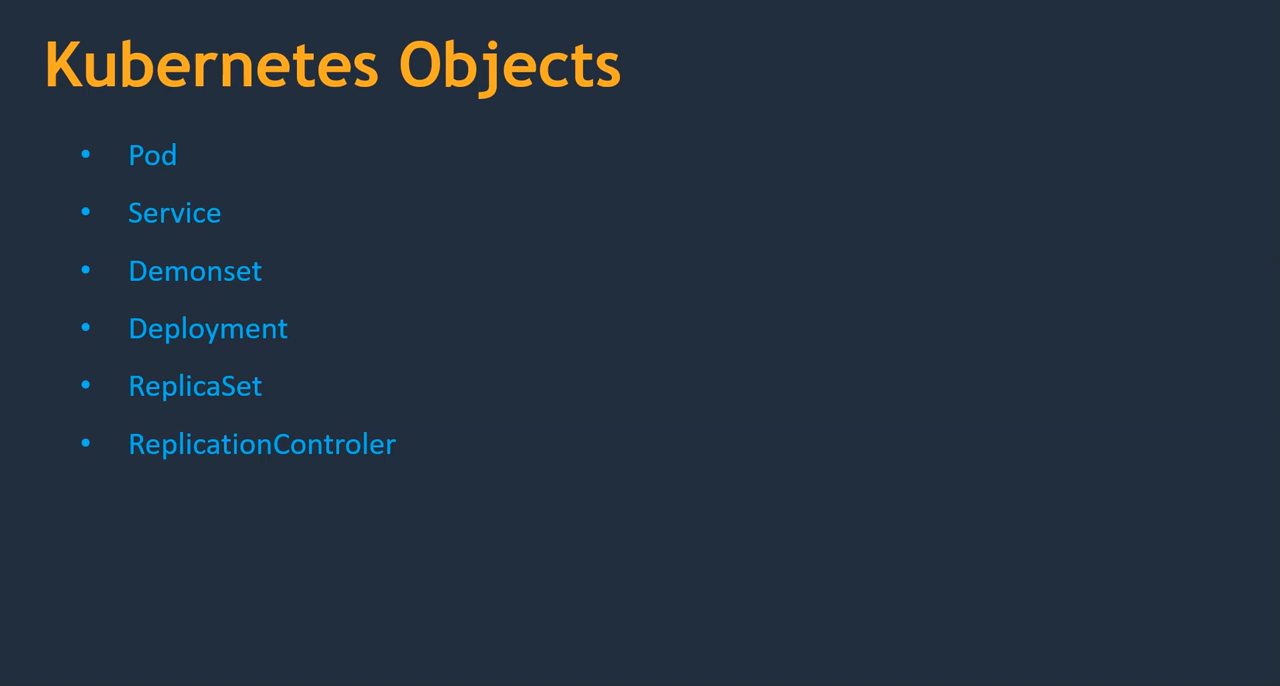 Kubernetes Objects
• Pod
• Service
• Demonset
• Deployment
• ReplicaSet
• ReplicationControler